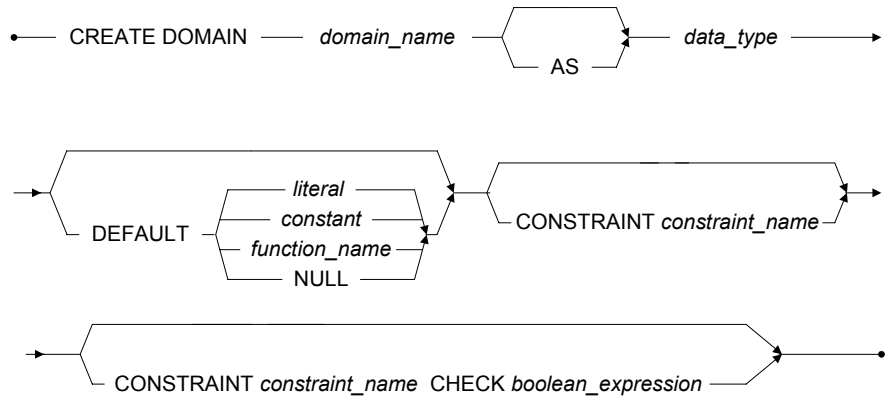 CREATE DOMAIN domain_name data_type
AS
literal
constant
DEFAULT function_name
NULL
CONSTRAINT constraint_name
CONSTRAINT constraint_name CHECK boolean_expression